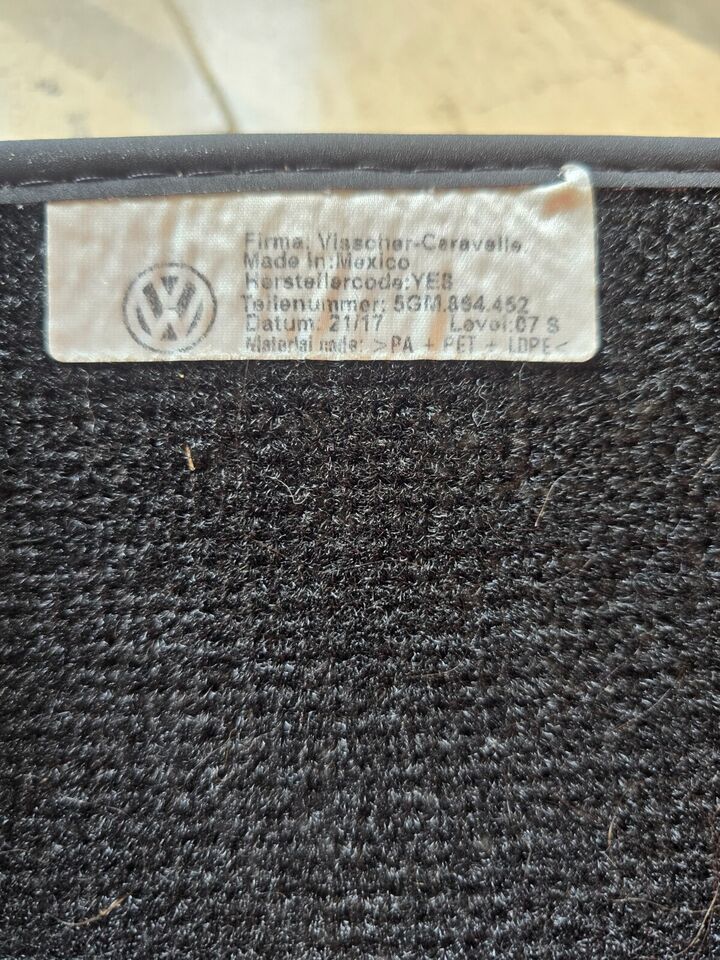 Firma: Visscher-Caravelle
Made in:Mexico
Herstellercode:YE8
Teilenummer: 5GM.864.452
Datum: 21/17 Level:07 S
Material code: >PA + PET + LDPE<